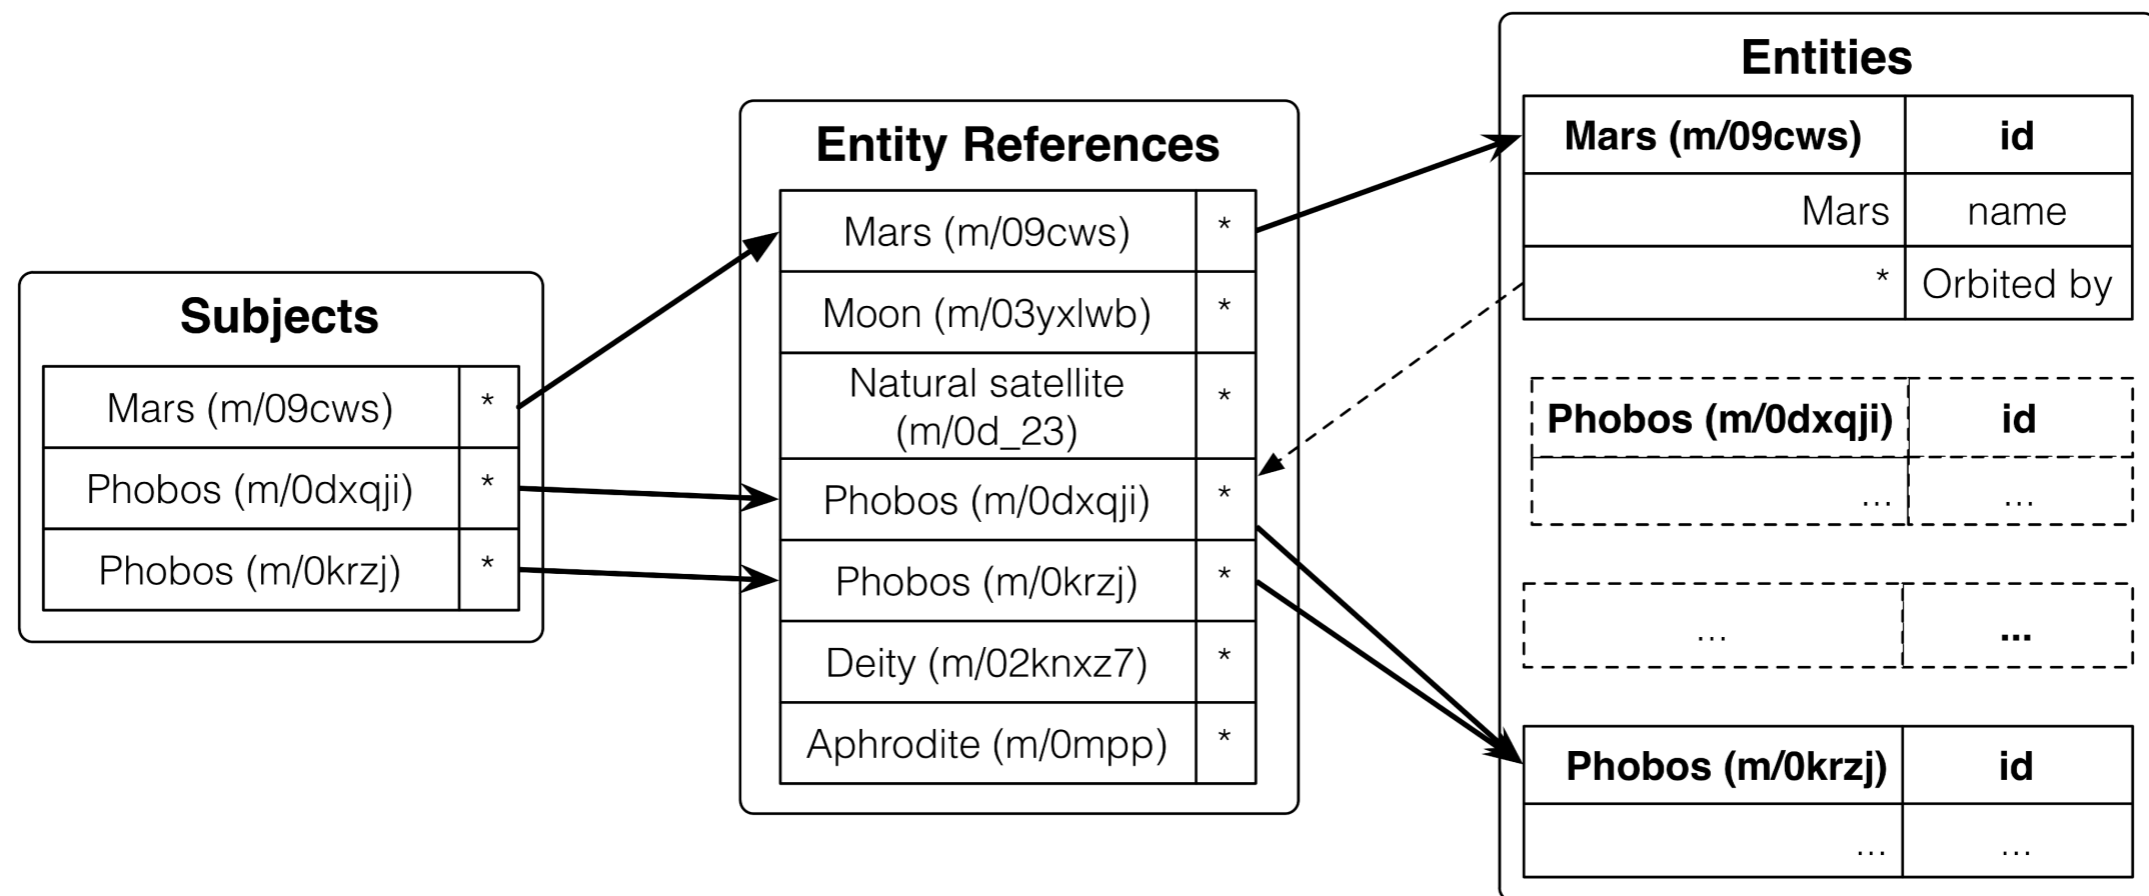 Subjects
Mars (m/09cws) *
Phobos (m/0dxqji) *
Phobos (m/0krzj) *
Entity References
Mars (m/09cws) *
Moon (m/03yxlwb) *
Natural satellite *
(m/0d_23)
Phobos (m/0dxqji) *
Phobos (m/0krzj) *
Deity (m/02knxz7) *
Aphrodite (m/0mpp) *
Entities
Mars (m/09cws) id
Mars name
* Orbited by
Phobos (m/0dxqji) id
... ...
... ...
Phobos (m/0krzj) id
... ...